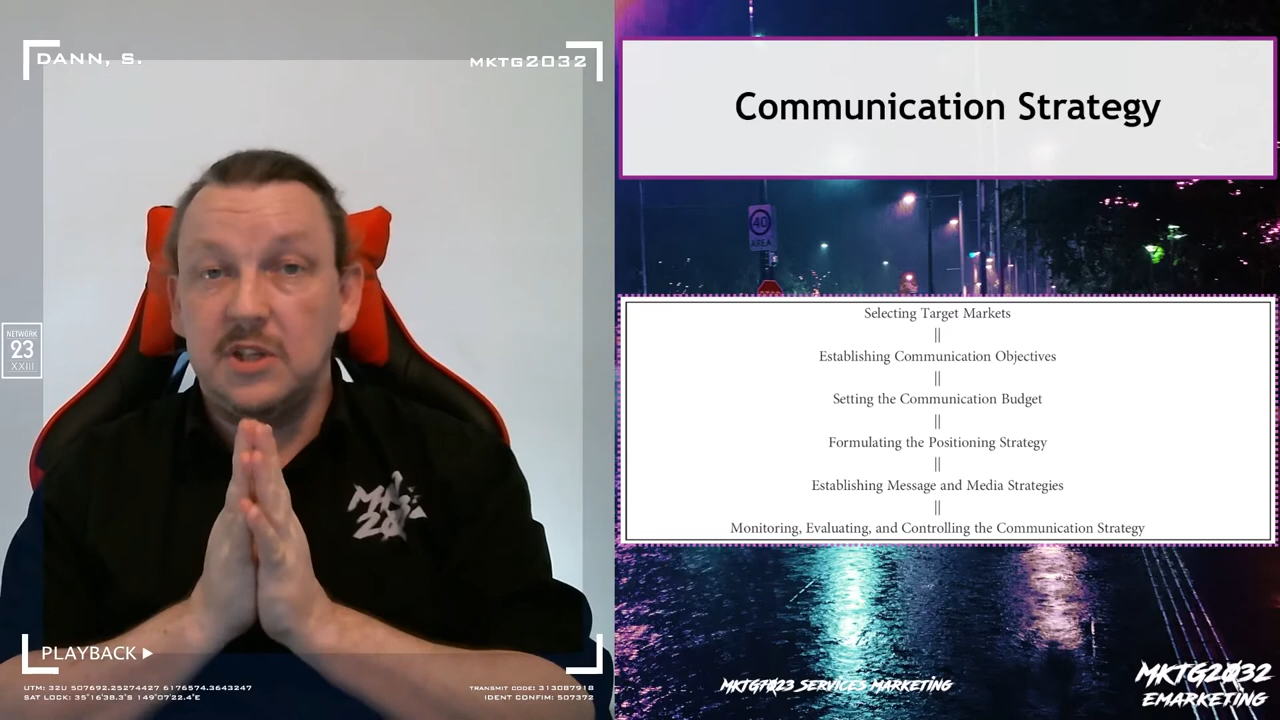 DANN, S.
MKTG2032
NETWORK
23
XXIII
PLAYBACK
UTM: 32U 507692.25274427 6176574.3643247
SAT LOCK: 35°16'38.3"S 149°07'22.4"E
TRANSMIT CODE: 313087918
IDENT CONFIM: 507372
Communication Strategy
40
AREA
Selecting Target Markets
||
Establishing Communication Objectives
||
Setting the Communication Budget
||
Formulating the Positioning Strategy
||
Establishing Message and Media Strategies
||
Monitoring, Evaluating, and Controlling the Communication Strategy
MKTG7023 SERVICES MARKETING
MKTG2032
EMARKETING